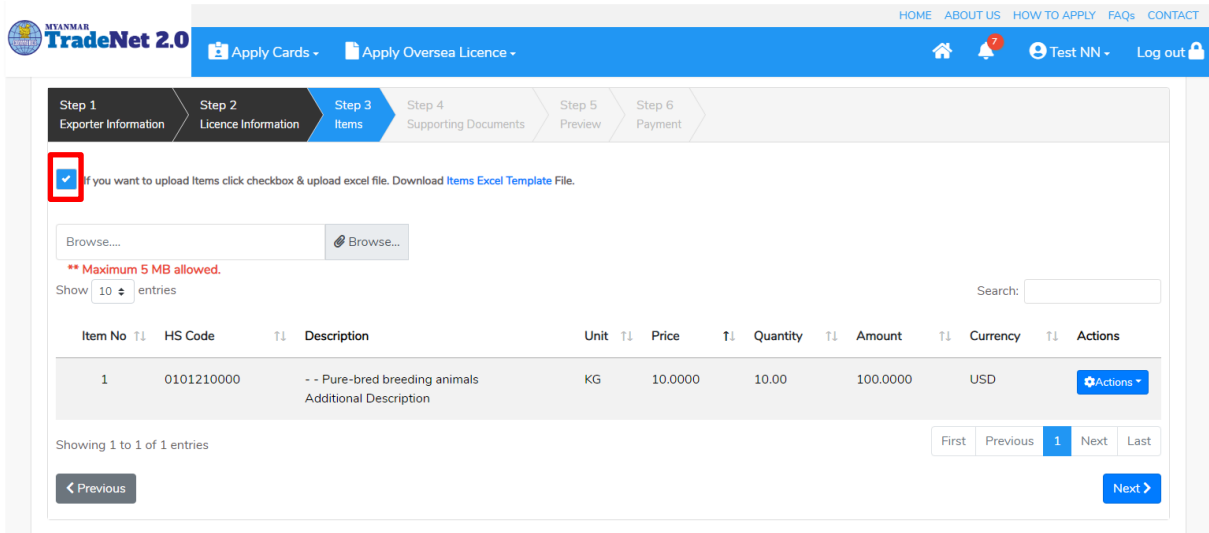 HOME ABOUT US HOW TO APPLY FAQs CONTACT
MYANMAR
TradeNet 2.0
Apply Cards
Apply Oversea Licence
7
Test NN
Log out
Step 1
Exporter Information
Step 2
Licence Information
Step 3
Items
Step 4
Supporting Documents
Step 5
Preview
Step 6
Payment
If you want to upload Items click checkbox & upload excel file. Download Items Excel Template File.
Browse.... Browse...
** Maximum 5 MB allowed.
Show 10 entries Search:
Item No HS Code Description Unit Price Quantity Amount Currency Actions
1 0101210000 - - Pure-bred breeding animals KG 10.0000 10.00 100.0000 USD Actions
Additional Description
Showing 1 to 1 of 1 entries First Previous 1 Next Last
Previous Next